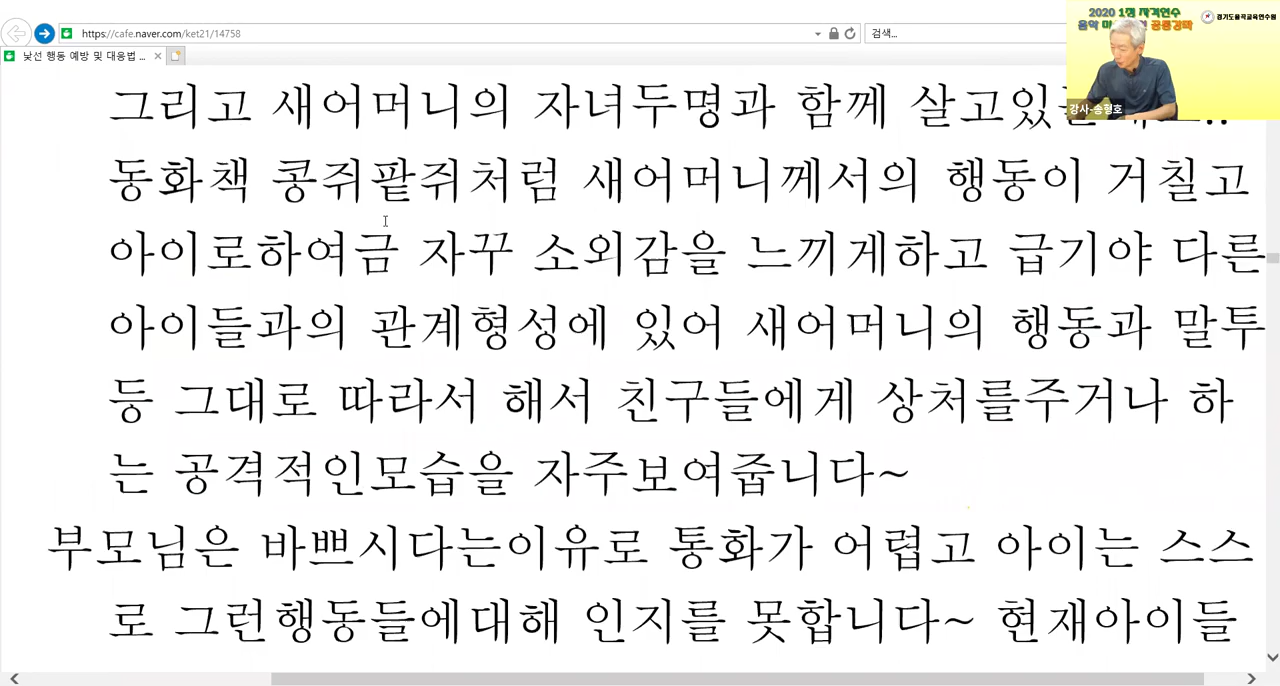 https://cafe.naver.com/ket21/14758
검색...
낯선 행동 예방 및 대응법 ...
2020 1정 자격연수
음악 공통강좌
경기도율곡교육연수원
강사-송형호
그리고 새어머니의 자녀두명과 함께
동화책 콩쥐팥쥐처럼 새어머니께서의 행동이 거칠고
아이로하여금 자꾸 소외감을 느끼게하고 급기야 다른
아이들과의 관계형성에 있어 새어머니의 행동과 말투
등 그대로 따라서 해서 친구들에게 상처를주거나 하
는 공격적인모습을 자주보여줍니다~
부모님은 바쁘시다는이유로 통화가 어렵고 아이는 스스
로 그런행동들에대해 인지를 못합니다~ 현재아이들